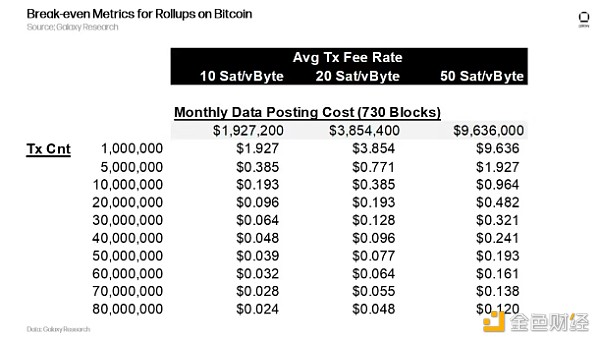 Break-even Metrics for Rollups on Bitcoin
Source: Galaxy Research
Avg Tx Fee Rate
10 Sat/vByte 20 Sat/vByte 50 Sat/vByte
Monthly Data Posting Cost (730 Blocks)
$1,927,200 $3,854,400 $9,636,000
Tx Cnt 1,000,000 $1.927 $3.854 $9.636
5,000,000 $0.385 $0.771 $1.927
10,000,000 $0.193 $0.385 $0.964
20,000,000 $0.096 $0.193 $0.482
30,000,000 $0.064 $0.128 $0.321
40,000,000 $0.048 $0.096 $0.241
50,000,000 $0.039 $0.077 $0.193
60,000,000 $0.032 $0.064 $0.161
70,000,000 $0.028 $0.055 $0.138
80,000,000 $0.024 $0.048 $0.120
Data: Galaxy Research
金色财经